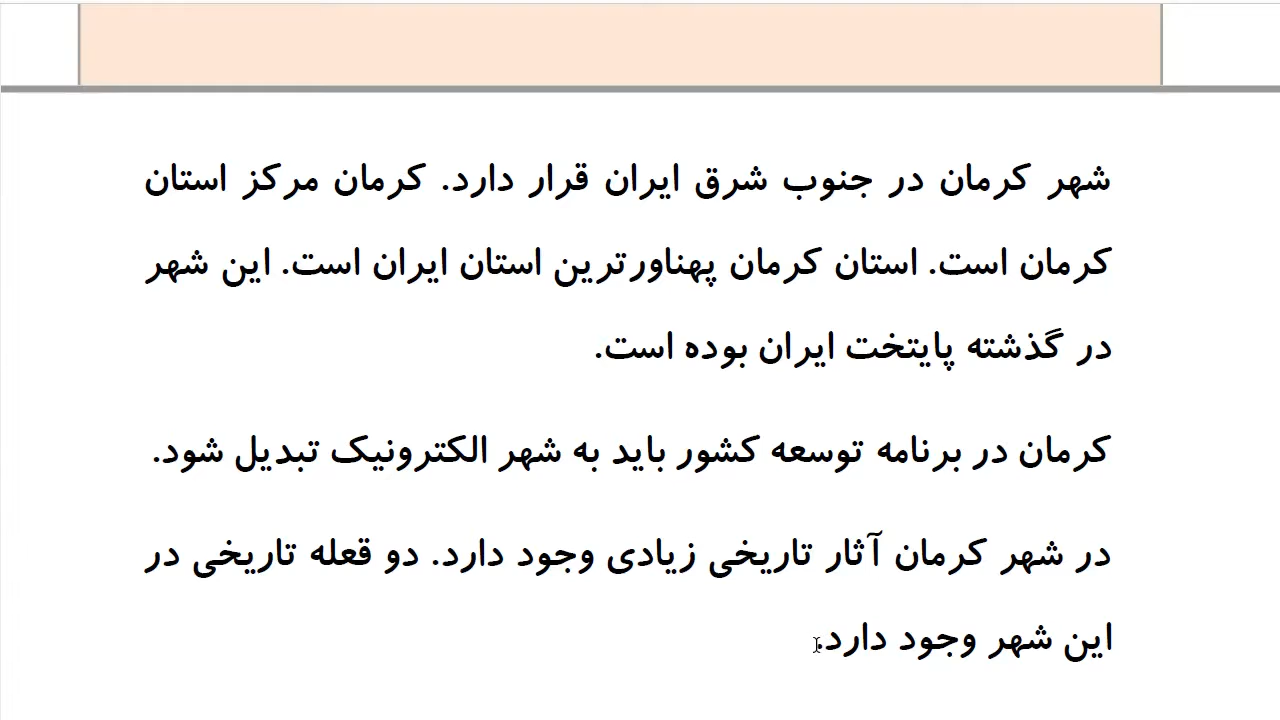 شهر کرمان در جنوب شرق ایران قرار دارد. کرمان مرکز استان
کرمان است. استان کرمان پهناورترین استان ایران است. این شهر
در گذشته پایتخت ایران بوده است.
کرمان در برنامه توسعه کشور باید به شهر الکترونیک تبدیل شود.
در شهر کرمان آثار تاریخی زیادی وجود دارد. دو قعله تاریخی در
این شهر وجود دارد.